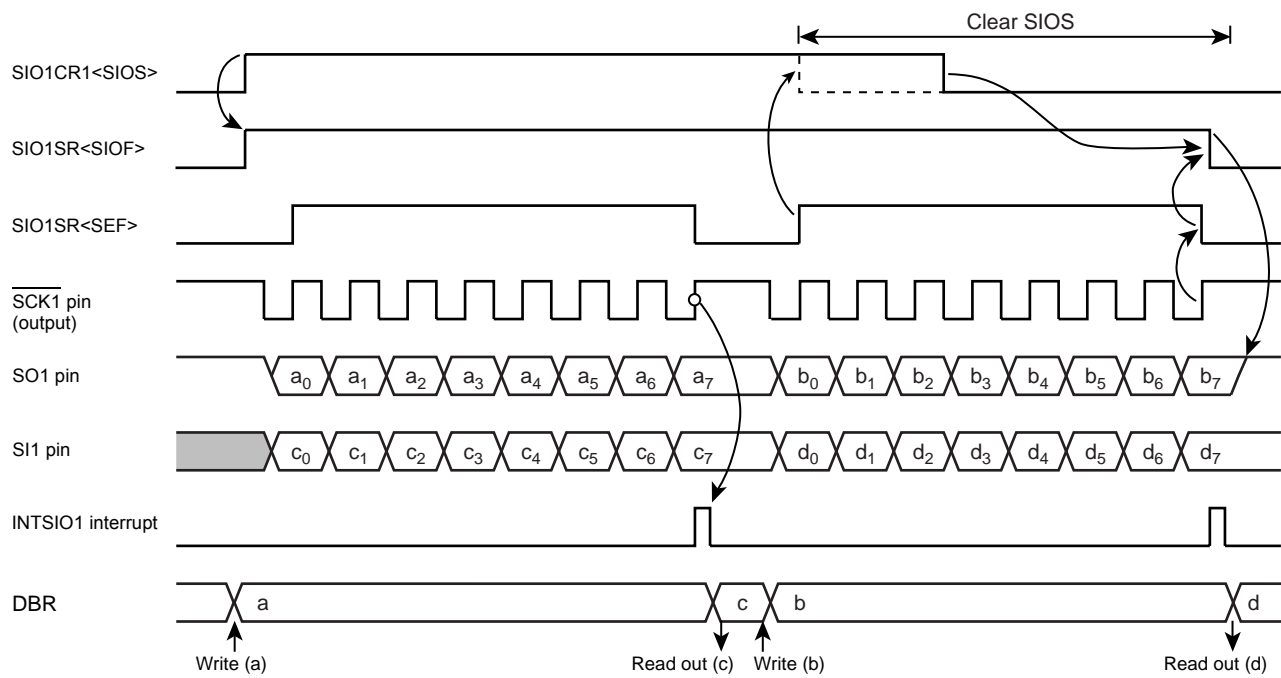 Clear SIOS
SIO1CR1<SIOS>
SIO1SR<SIOF>
SIO1SR<SEF>
SCK1 pin
(output)
SO1 pin
a0 a1 a2 a3 a4 a5 a6 a7 b0 b1 b2 b3 b4 b5 b6 b7
SI1 pin
c0 c1 c2 c3 c4 c5 c6 c7 d0 d1 d2 d3 d4 d5 d6 d7
INTSIO1 interrupt
DBR a c b d
Write (a) Read out (c) Write (b) Read out (d)